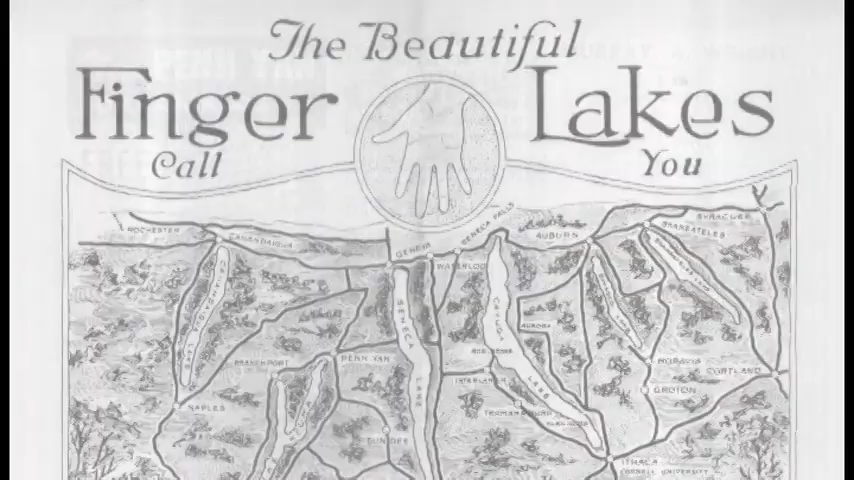 The Beautiful
Finger Lakes
Call You
ROCHESTER
CANANDAIGUA
GENEVA
SENECA FALLS
WATERLOO
AUBURN
SYRACUSE
SKANEATELES
SENECA LAKE
CAYUGA LAKE
AURORA
BRANCHPORT
PENN YAN
INTERLAKEN
MORAVIA
CORTLAND
NAPLES
GROTON
DUNDEE
ITHACA
CORNELL UNIVERSITY